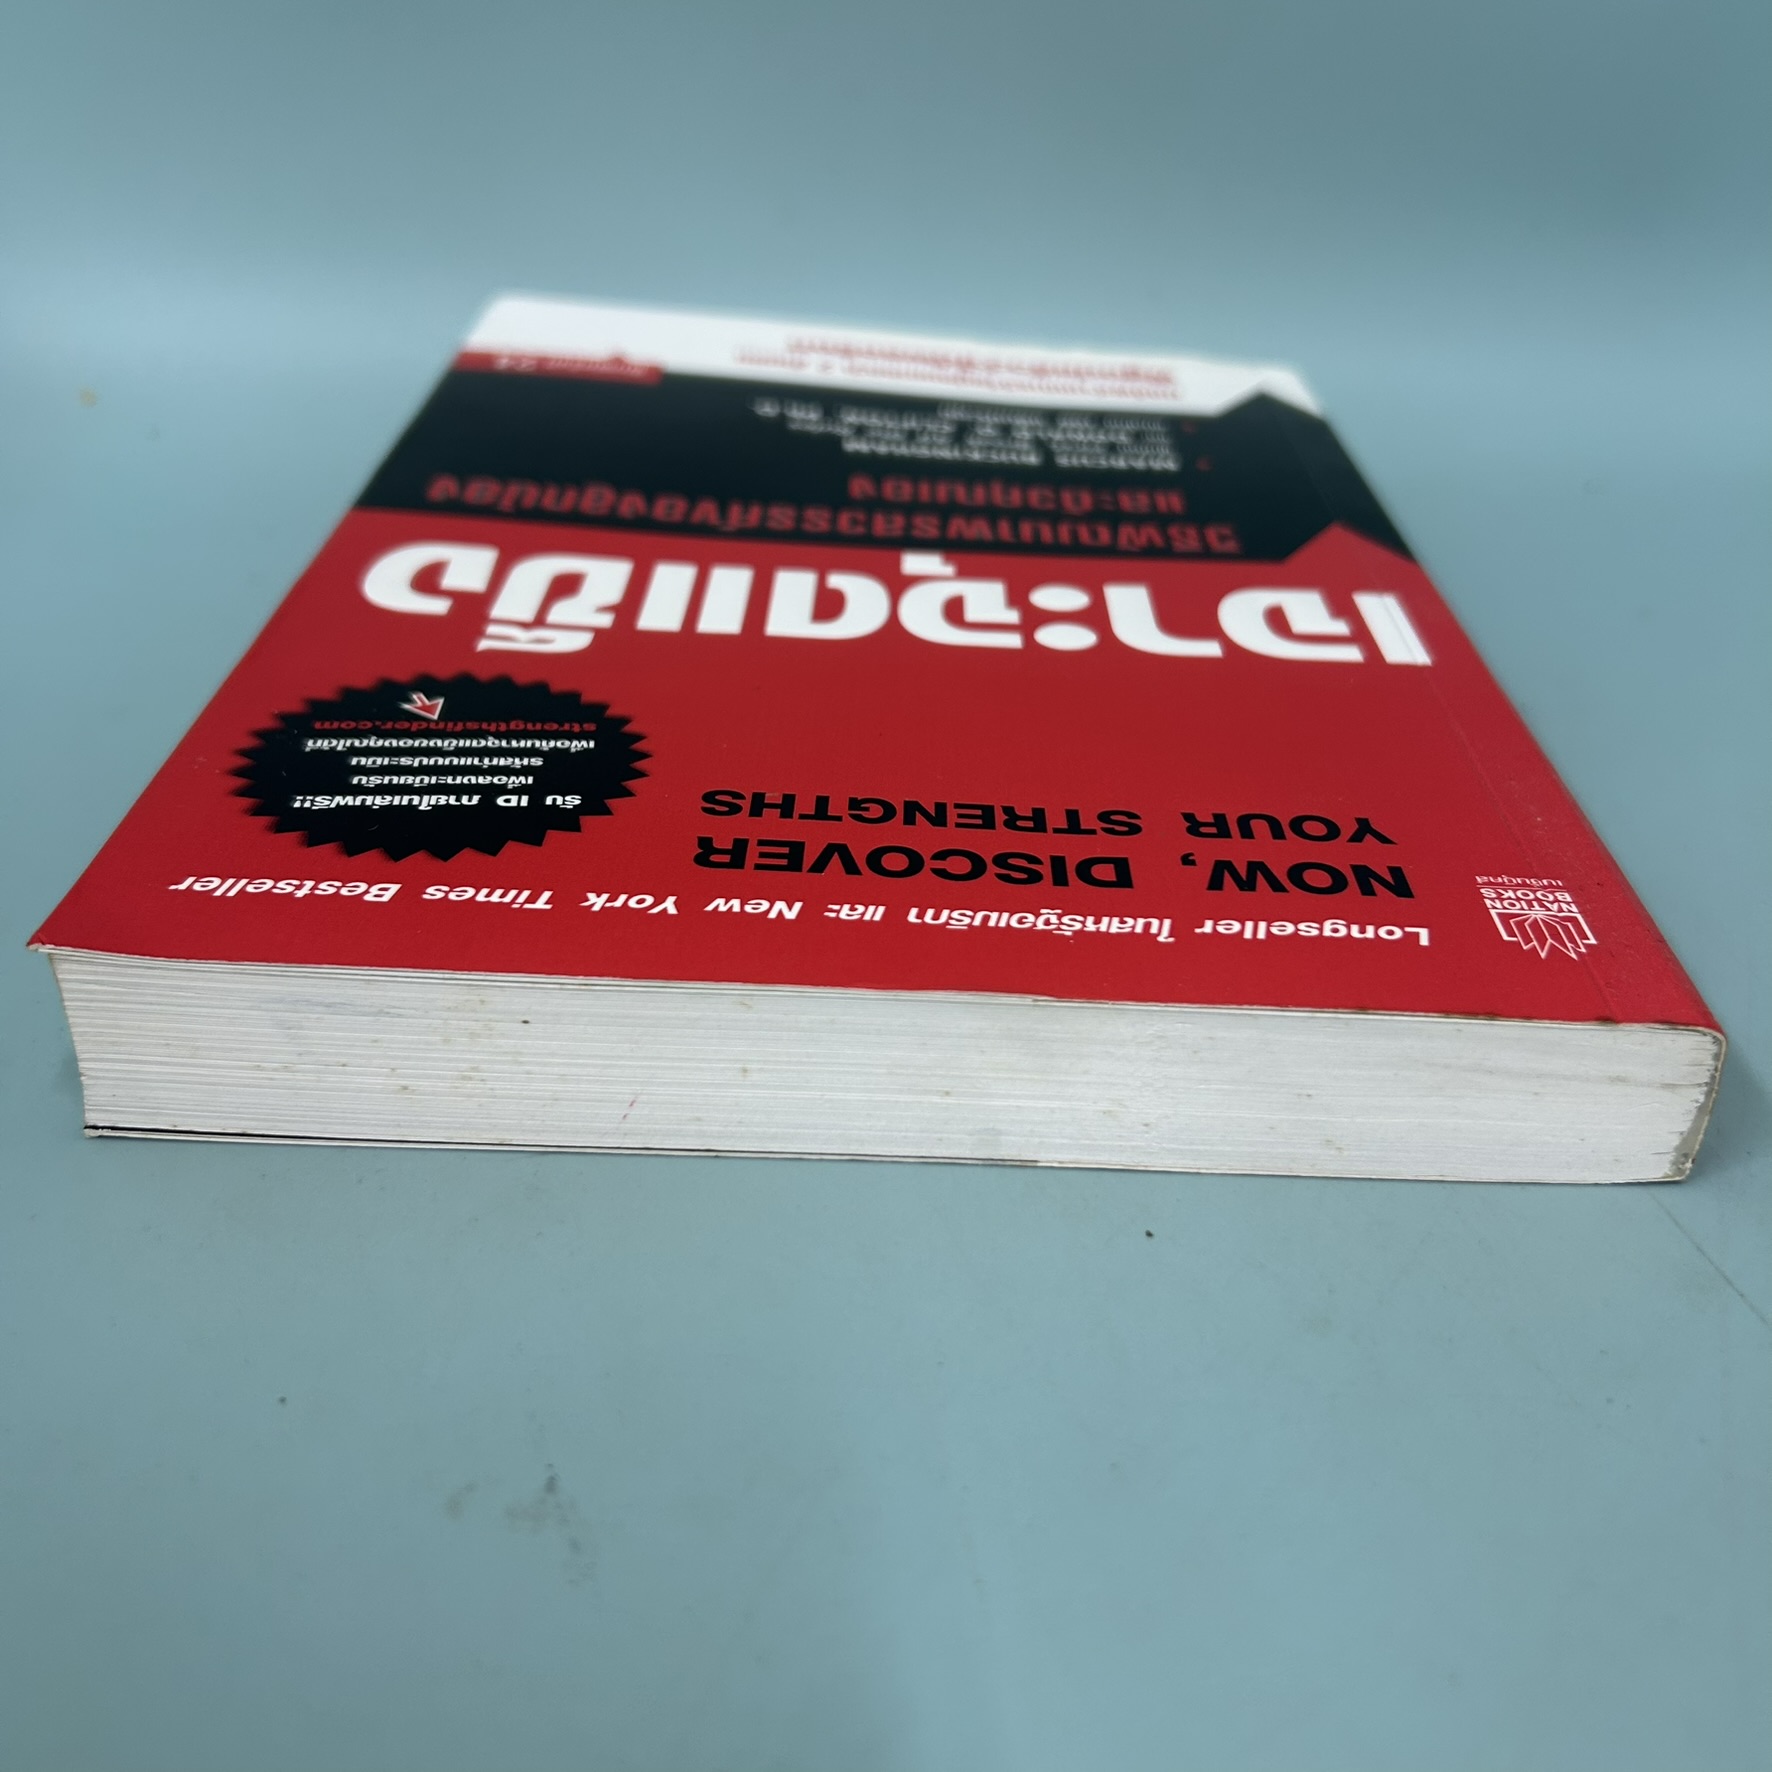 NATION
BOOKS
เนชั่นบุ๊คส์
Longseller ในสหรัฐอเมริกา และ New York Times Bestseller
NOW, DISCOVER
YOUR STRENGTHS
รับ ID ภายในเล่มฟรี!!
เพื่อลงทะเบียนรับ
รหัสทำแบบประเมิน
เพื่อค้นหาจุดแข็งของคุณได้ที่
strengthsfinder.com
เจาะจุดแข็ง
วิธีพัฒนาพรสวรรค์ของลูกน้อง
และตัวคุณเอง
MARCUS BUCKINGHAM